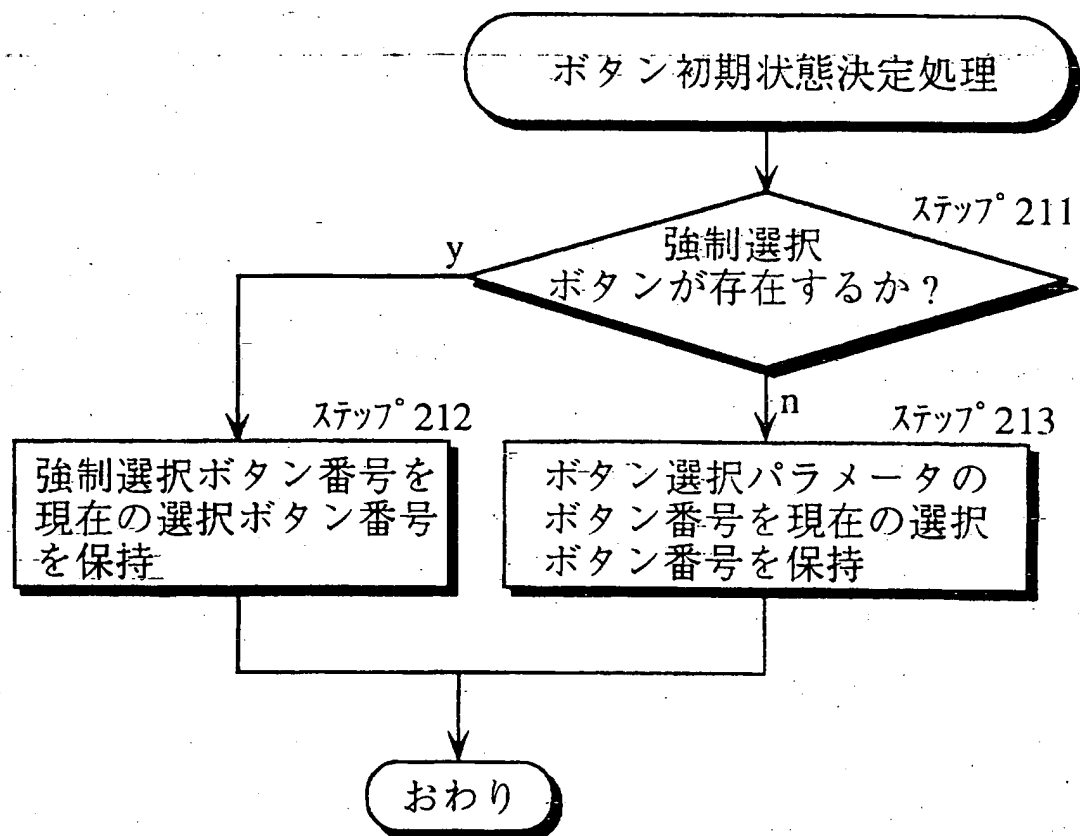 ボタン初期状態決定処理
ステップ211
強制選択
ボタンが存在するか?
y
n
ステップ212
強制選択ボタン番号を
現在の選択ボタン番号
を保持
ステップ213
ボタン選択パラメータの
ボタン番号を現在の選択
ボタン番号を保持
おわり